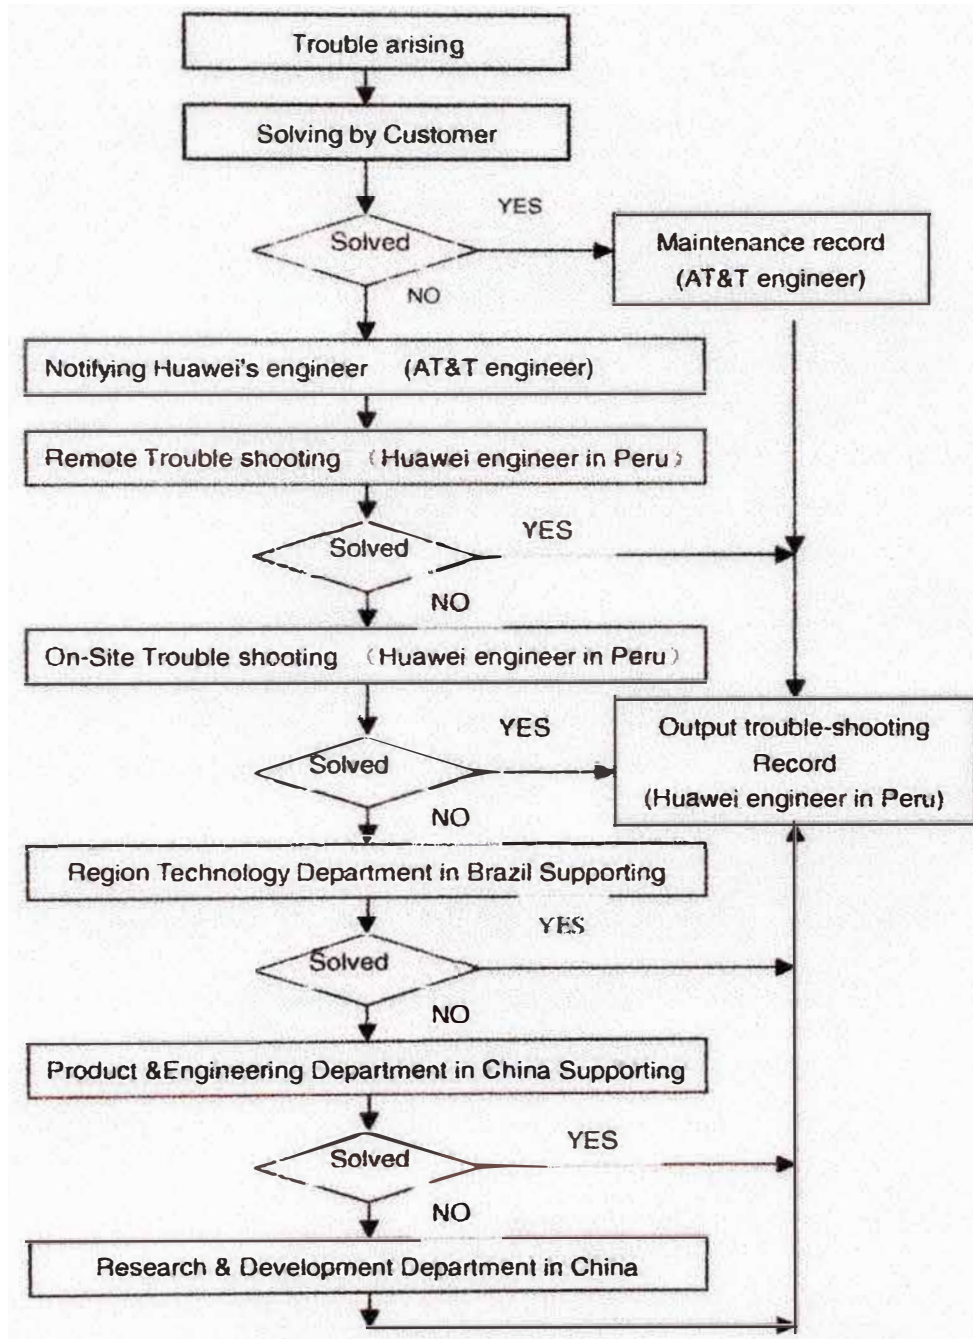 Trouble arising
Solving by Customer
YES
Solved
Maintenance record
(AT&T engineer)
NO
Notifying Huawei's engineer (AT&T engineer)
Remote Trouble shooting (Huawei engineer in Peru)
YES
Solved
NO
On-Site Trouble shooting (Huawei engineer in Peru)
YES
Solved
Output trouble-shooting
Record
(Huawei engineer in Peru)
NO
Region Technology Department in Brazil Supporting
YES
Solved
NO
Product &Engineering Department in China Supporting
YES
Solved
NO
Research & Development Department in China